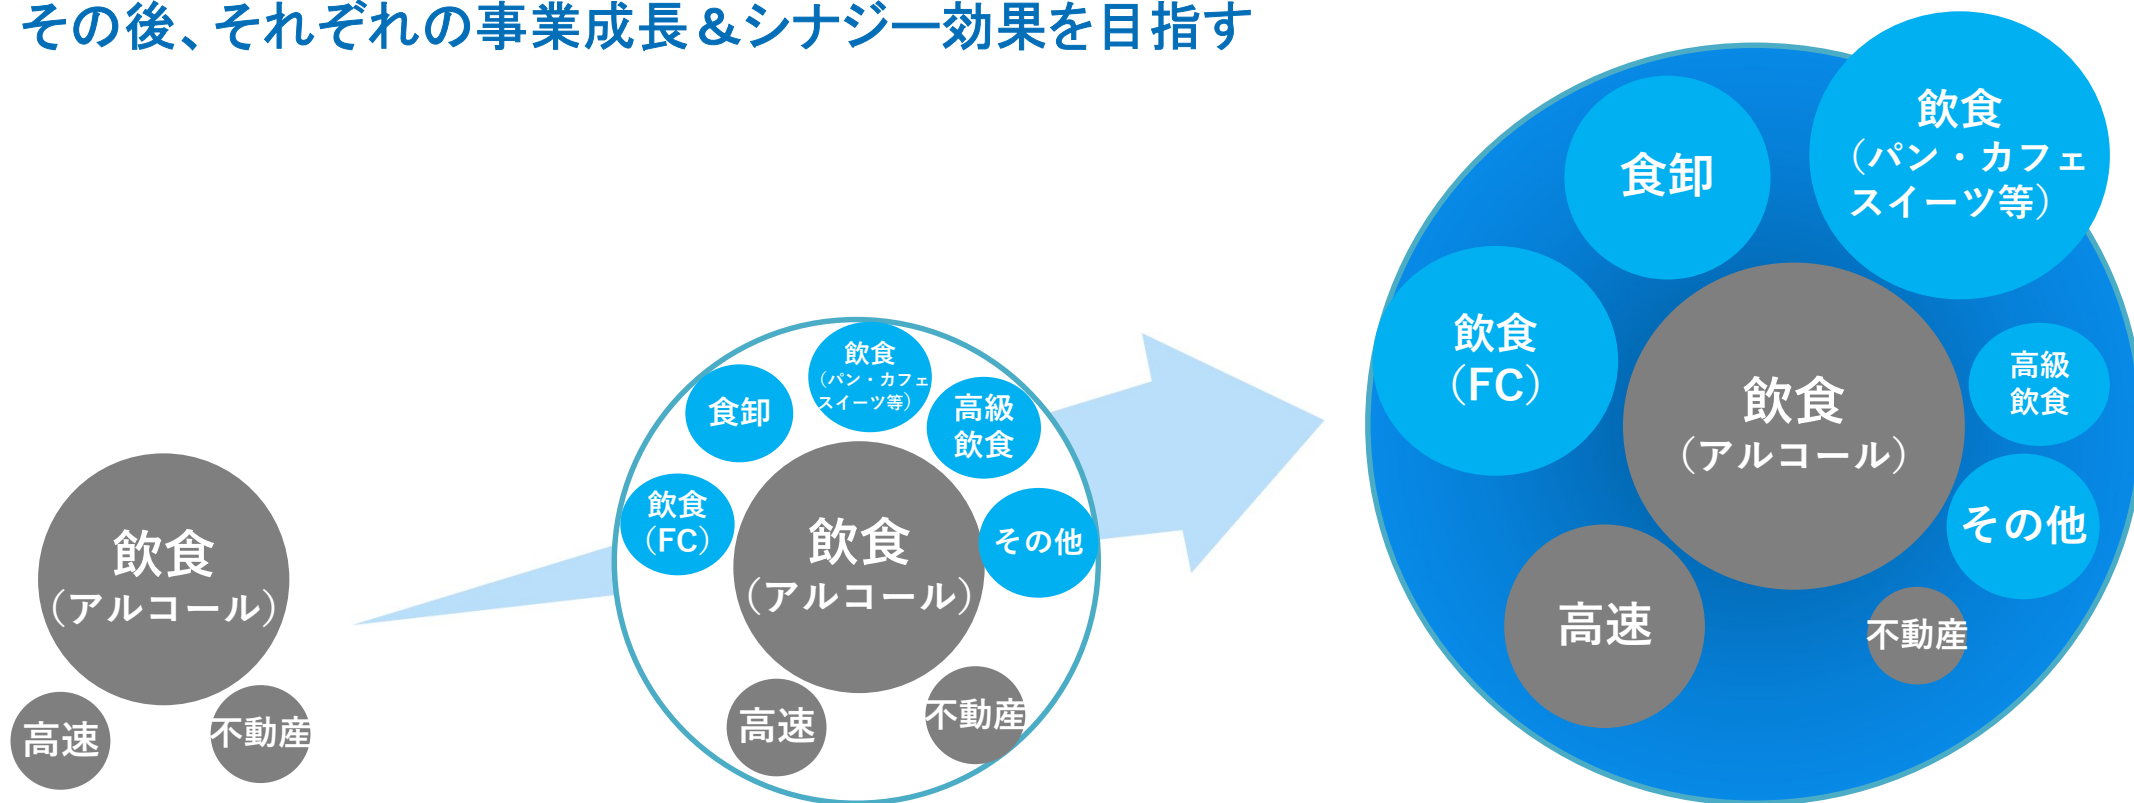 その後、それぞれの事業成長&シナジー効果を目指す
飲食
（アルコール）
高速
不動産
飲食
（パン・カフェ
スイーツ等）
食卸
高級
飲食
飲食
（FC）
飲食
（アルコール）
その他
高速
不動産
飲食
（パン・カフェ
スイーツ等）
食卸
飲食
（FC）
飲食
（アルコール）
高級
飲食
その他
高速
不動産